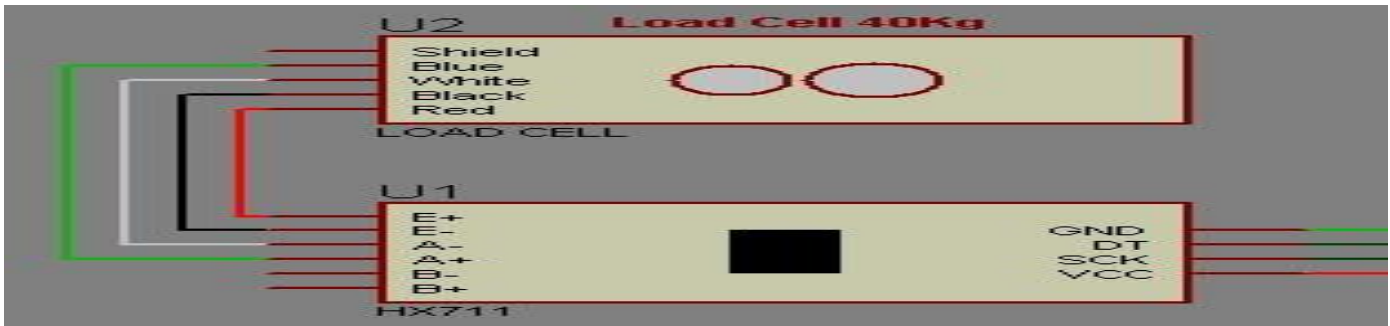 U2
Load Cell 40Kg
Shield
Blue
White
Black
Red
LOAD CELL
U1
E+
E-
A-
A+
B-
B+
GND
DT
SCK
VCC
HX711